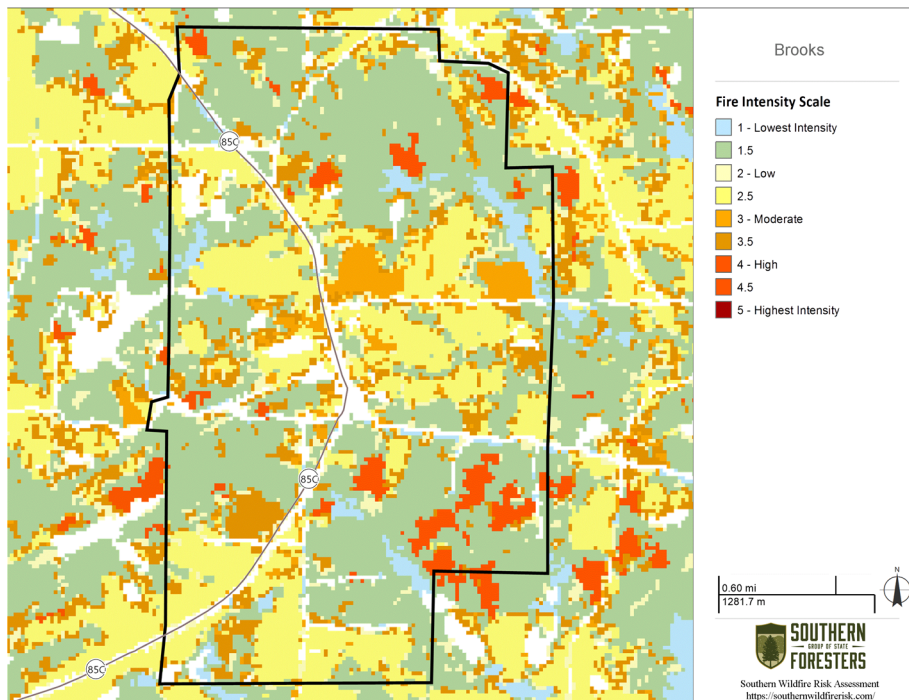 Brooks
Fire Intensity Scale
1 - Lowest Intensity
1.5
2 - Low
2.5
3 - Moderate
3.5
4 - High
4.5
5 - Highest Intensity
85C
85C
85C
N
0.60 mi
1281.7 m
SOUTHERN
GROUP OF STATE
FORESTERS
Southern Wildfire Risk Assessment
https://southernwildfirerisk.com/